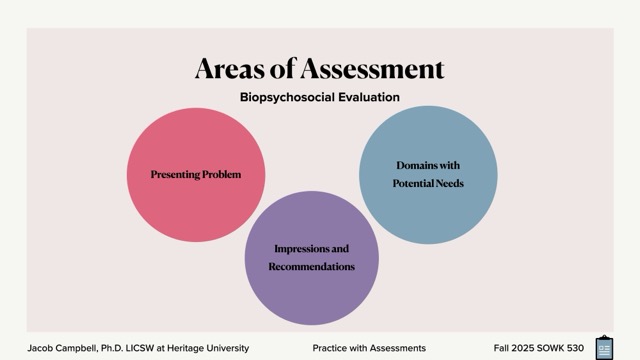 Areas of Assessment
Biopsychosocial Evaluation
Presenting Problem
Domains with
Potential Needs
Impressions and
Recommendations
Jacob Campbell, Ph.D. LICSW at Heritage University
Practice with Assessments
Fall 2025 SOWK 530